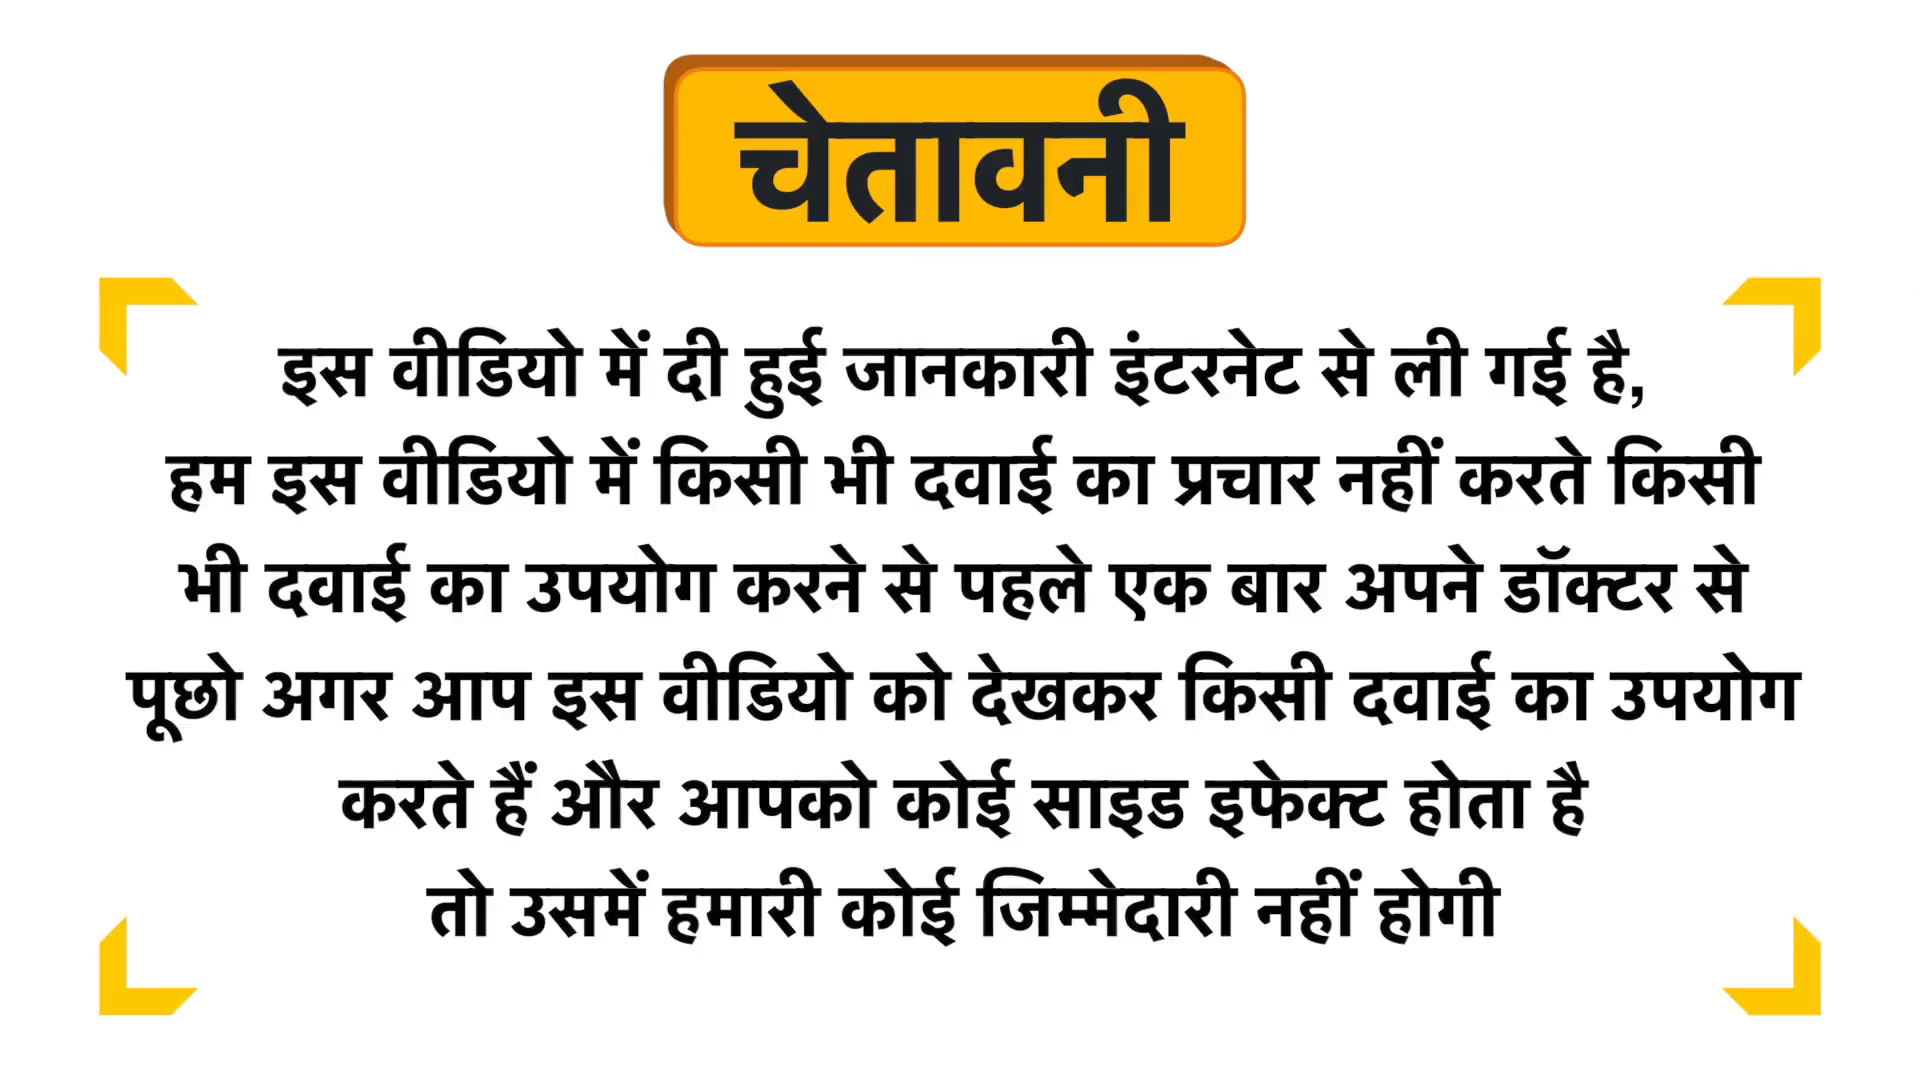 चेतावनी
इस वीडियो में दी हुई जानकारी इंटरनेट से ली गई है,
हम इस वीडियो में किसी भी दवाई का प्रचार नहीं करते किसी
भी दवाई का उपयोग करने से पहले एक बार अपने डॉक्टर से
पूछो अगर आप इस वीडियो को देखकर किसी दवाई का उपयोग
करते हैं और आपको कोई साइड इफेक्ट होता है
तो उसमें हमारी कोई जिम्मेदारी नहीं होगी